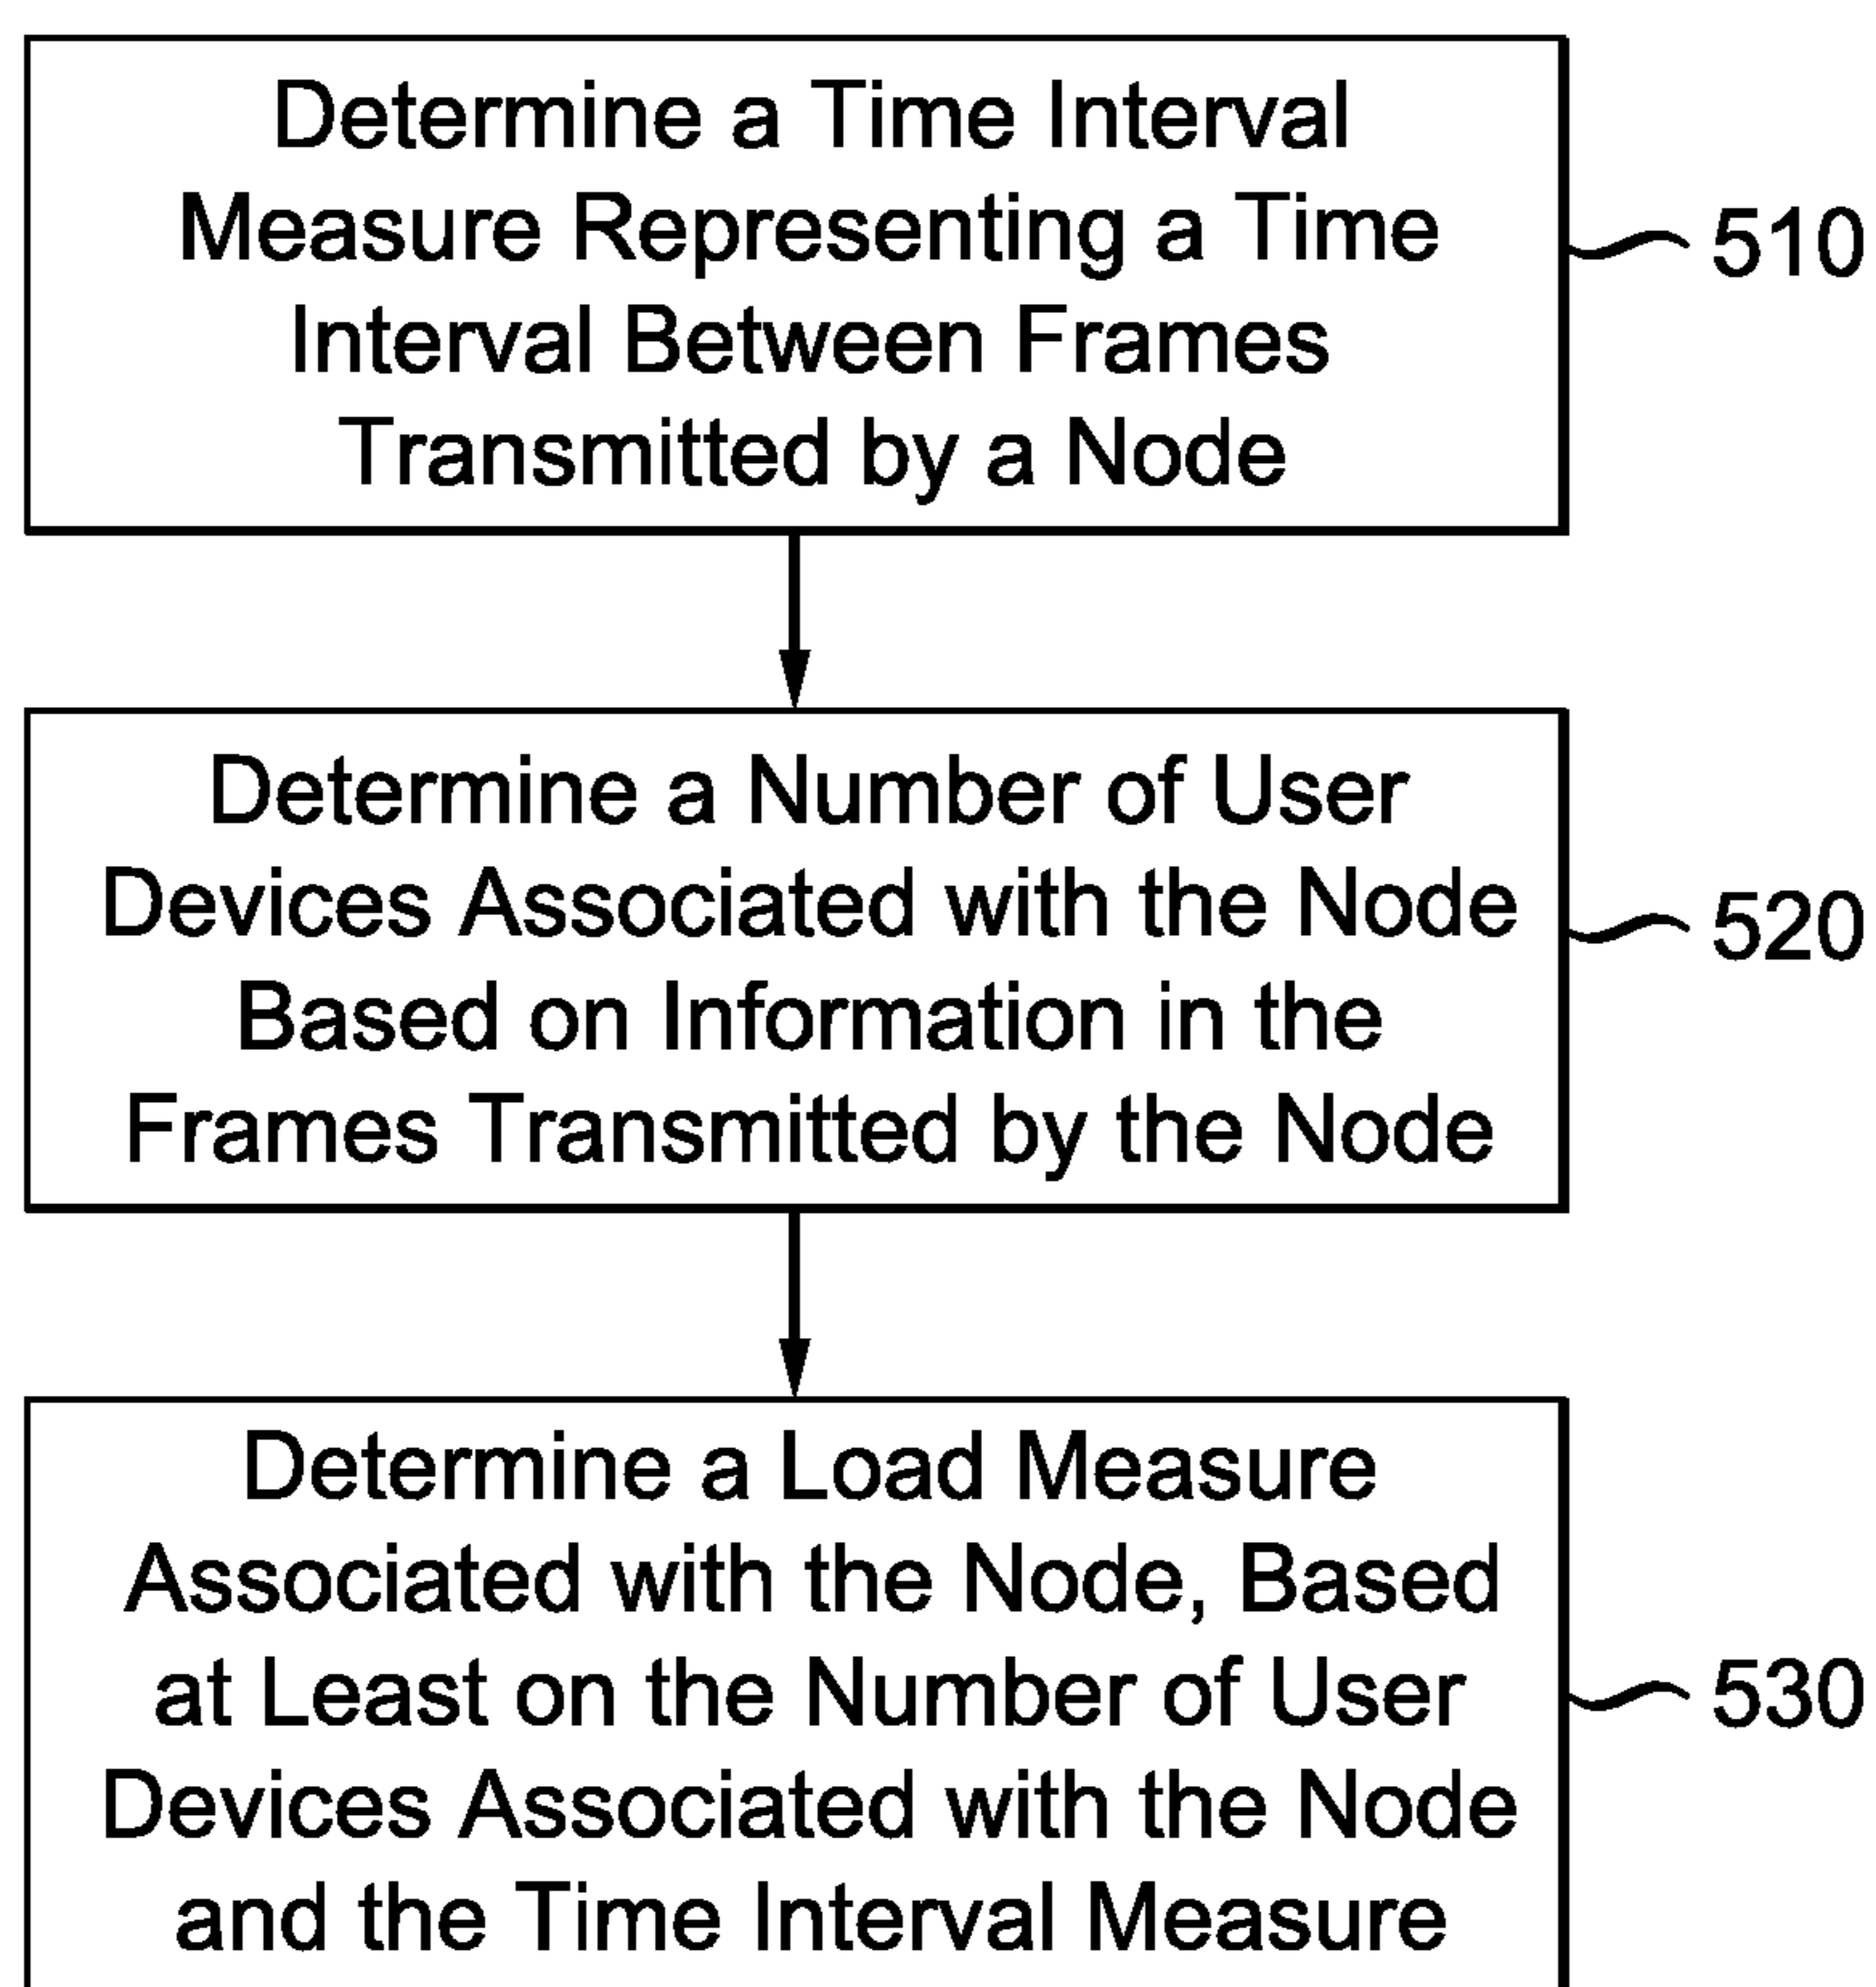 Determine a Time Interval
Measure Representing a Time
Interval Between Frames
Transmitted by a Node
510
Determine a Number of User
Devices Associated with the Node
Based on Information in the
Frames Transmitted by the Node
520
Determine a Load Measure
Associated with the Node, Based
at Least on the Number of User
Devices Associated with the Node
and the Time Interval Measure
530